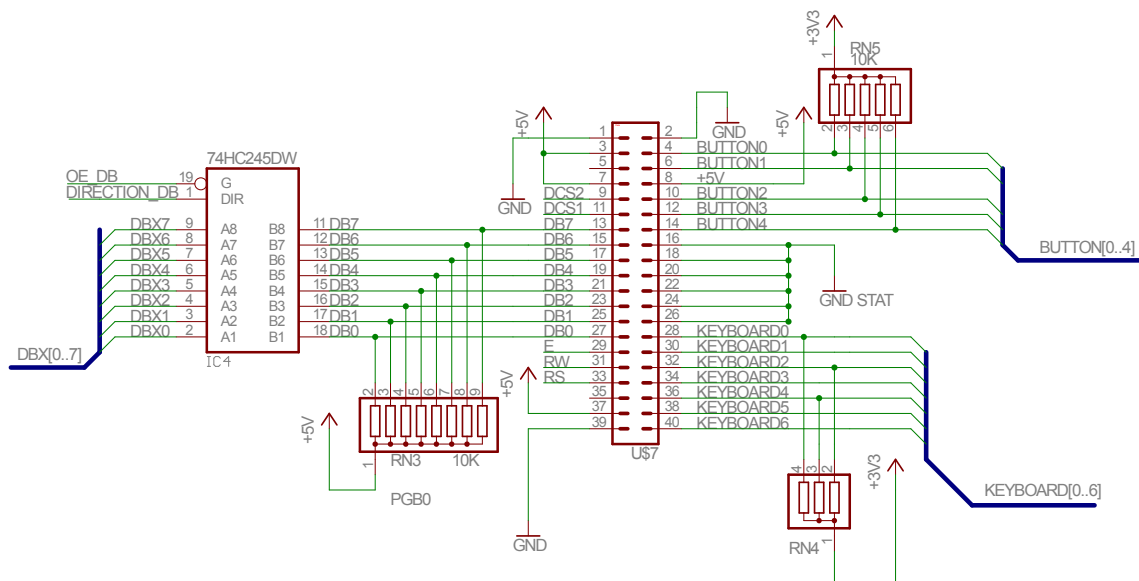 +3V3
1
RN5
10K
2
3
4
5
6
+5V
+5V
GND
1
2
3
4
BUTTON0
5
6
BUTTON1
7
8
+5V
GND
DCS2
9
10
BUTTON2
DCS1
11
12
BUTTON3
DB7
13
14
BUTTON4
DB6
15
16
DB5
17
18
DB4
19
20
DB3
21
22
DB2
23
24
DB1
25
26
DB0
27
28
KEYBOARD0
E
29
30
KEYBOARD1
RW
31
32
KEYBOARD2
RS
33
34
KEYBOARD3
35
36
KEYBOARD4
37
38
KEYBOARD5
39
40
KEYBOARD6
U$7
BUTTON[0..4]
GND STAT
74HC245DW
OE_DB
19
G
DIRECTION_DB
1
DIR
DBX7
9
A8
B8
11
DB7
DBX6
8
A7
B7
12
DB6
DBX5
7
A6
B6
13
DB5
DBX4
6
A5
B5
14
DB4
DBX3
5
A4
B4
15
DB3
DBX2
4
A3
B3
16
DB2
DBX1
3
A2
B2
17
DB1
DBX0
2
A1
B1
18
DB0
DBX[0..7]
IC4
2
3
4
5
6
7
8
9
+5V
+5V
RN3
10K
1
PGB0
GND
4
3
2
+3V3
KEYBOARD[0..6]
RN4
1